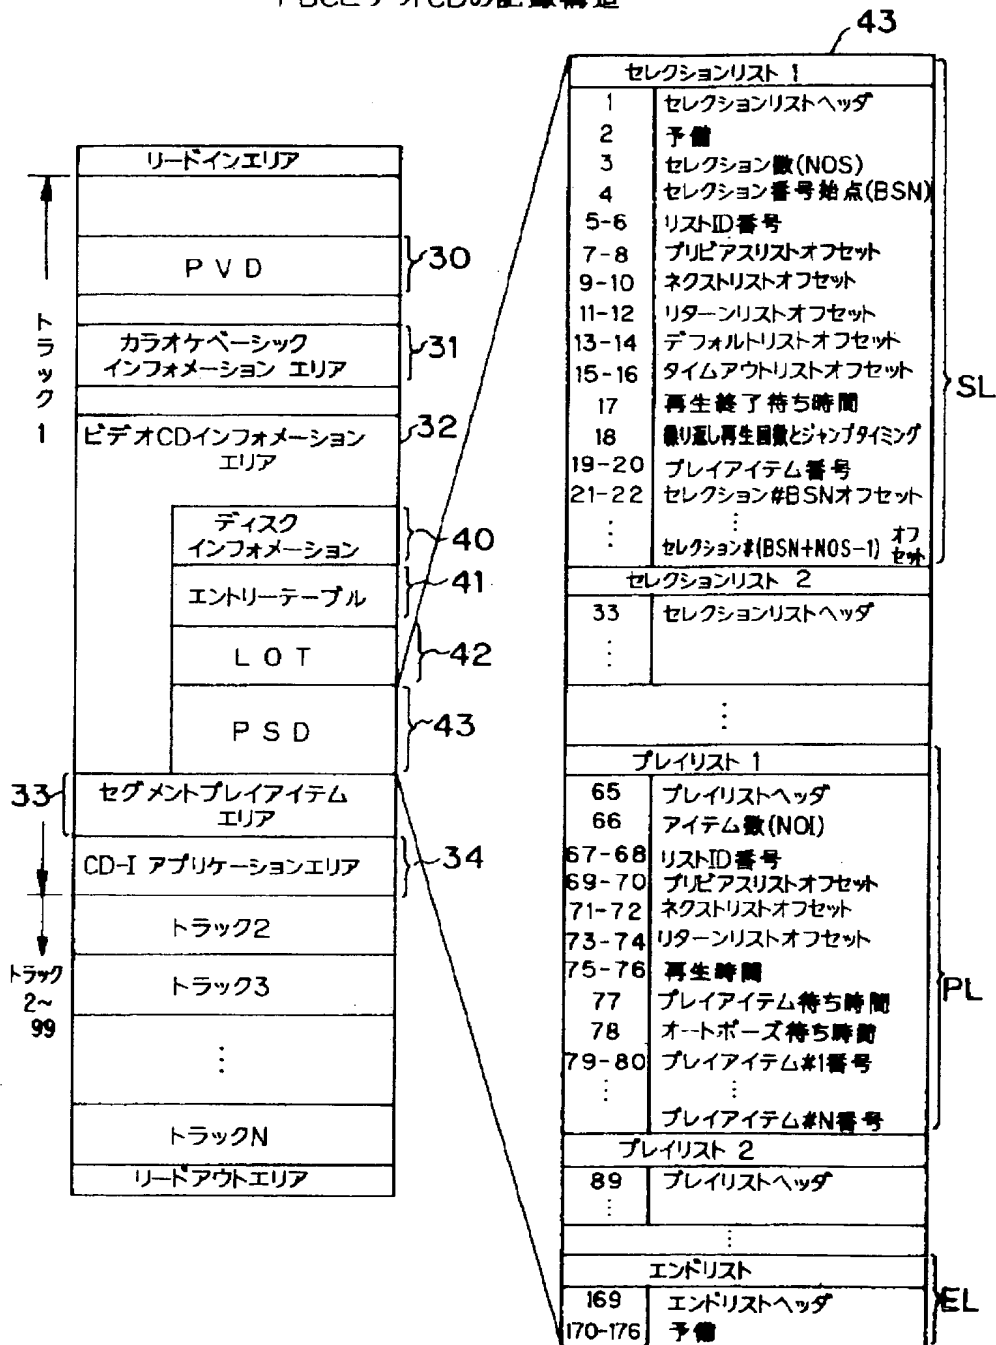 43
リードインエリア
PVD
30
カラオケベーシック
インフォメーション エリア
31
ビデオCDインフォメーション
エリア
32
ディスク
インフォメーション
40
エントリーテーブル
41
LOT
42
PSD
43
33
セグメントプレイアイテム
エリア
CD-I アプリケーションエリア
34
トラック2
トラック3
⋮
トラックN
リードアウトエリア
トラック1
トラック
2~
99
セレクションリスト 1
1 セレクションリストヘッダ
2 予備
3 セレクション数(NOS)
4 セレクション番号始点(BSN)
5-6 リストID番号
7-8 プリビアスリストオフセット
9-10 ネクストリストオフセット
11-12 リターンリストオフセット
13-14 デフォルトリストオフセット
15-16 タイムアウトリストオフセット
17 再生終了待ち時間
18 繰り返し再生回数とジャンプタイミング
19-20 プレイアイテム番号
21-22 セレクション#BSNオフセット
⋮ ⋮
セレクション#(BSN+NOS-1) オフセット
SL
セレクションリスト 2
33 セレクションリストヘッダ
⋮
⋮
プレイリスト 1
65 プレイリストヘッダ
66 アイテム数(NOI)
67-68 リストID番号
69-70 プリビアスリストオフセット
71-72 ネクストリストオフセット
73-74 リターンリストオフセット
75-76 再生時間
77 プレイアイテム待ち時間
78 オートポーズ待ち時間
79-80 プレイアイテム#1番号
⋮ ⋮
プレイアイテム#N番号
PL
プレイリスト 2
89 プレイリストヘッダ
⋮
⋮
エンドリスト
169 エンドリストヘッダ
170-176 予備
EL